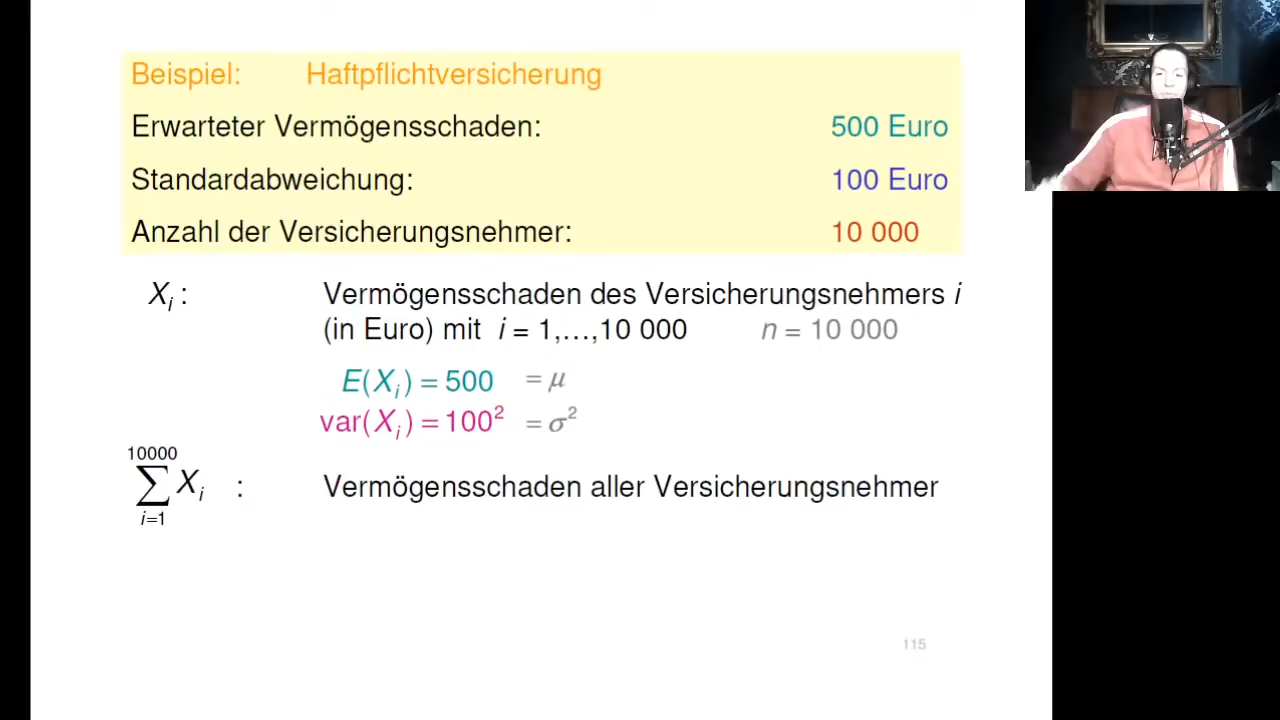 Beispiel: Haftpflichtversicherung
Erwarteter Vermögensschaden: 500 Euro
Standardabweichung: 100 Euro
Anzahl der Versicherungsnehmer: 10 000
Xᵢ : Vermögensschaden des Versicherungsnehmers i
(in Euro) mit i = 1,…,10 000 n = 10 000
E(Xᵢ) = 500 = μ
var(Xᵢ) = 100² = σ²
10000
∑ Xᵢ : Vermögensschaden aller Versicherungsnehmer
i=1
115